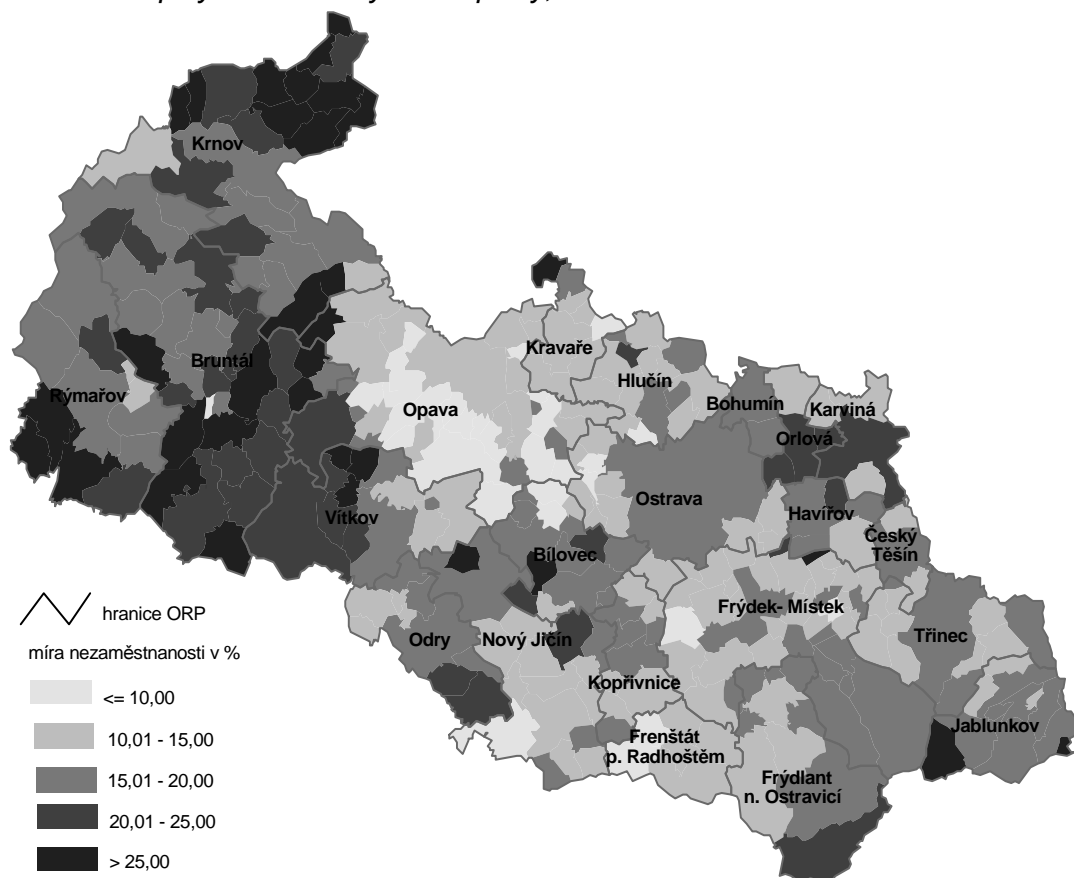 Krnov
Bruntál
Rýmařov
Kravaře
Hlučín
Opava
Bohumín
Karviná
Orlová
Ostrava
Havířov
Vítkov
Český
Těšín
Bílovec
Frýdek- Místek
Odry
Nový Jičín
Třinec
Kopřivnice
Jablunkov
Frenštát
p. Radhoštěm
Frýdlant
n. Ostravicí
hranice ORP
míra nezaměstnanosti v %
<= 10,00
10,01 - 15,00
15,01 - 20,00
20,01 - 25,00
> 25,00